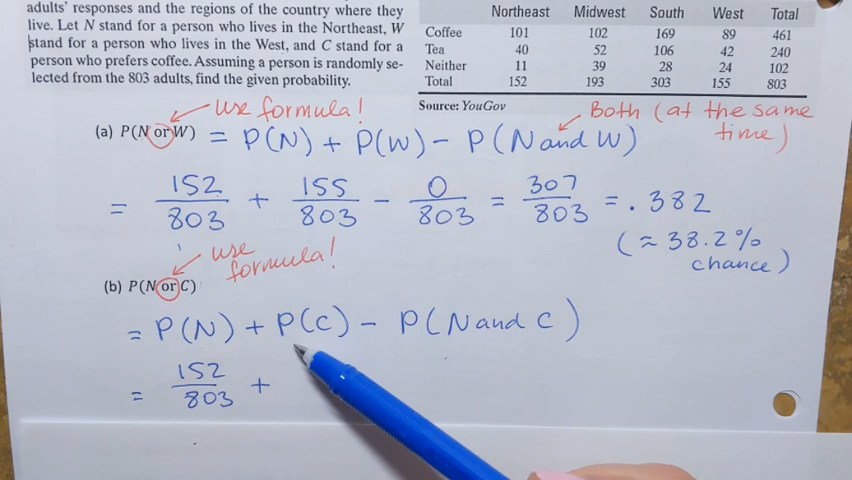 adults' responses and the regions of the country where they
live. Let N stand for a person who lives in the Northeast, W
stand for a person who lives in the West, and C stand for a
person who prefers coffee. Assuming a person is randomly se-
lected from the 803 adults, find the given probability.
Northeast Midwest South West Total
Coffee 101 102 169 89 461
Tea 40 52 106 42 240
Neither 11 39 28 24 102
Total 152 193 303 155 803
Source: YouGov
use formula!
Both (at the same
time)
(a) P(N or W) = P(N) + P(W) - P(N and W)
= 152/803 + 155/803 - 0/803 = 307/803 = .382
(≈ 38.2%
chance)
use
formula!
(b) P(N or C)
= P(N) + P(C) - P(N and C)
= 152/803 +